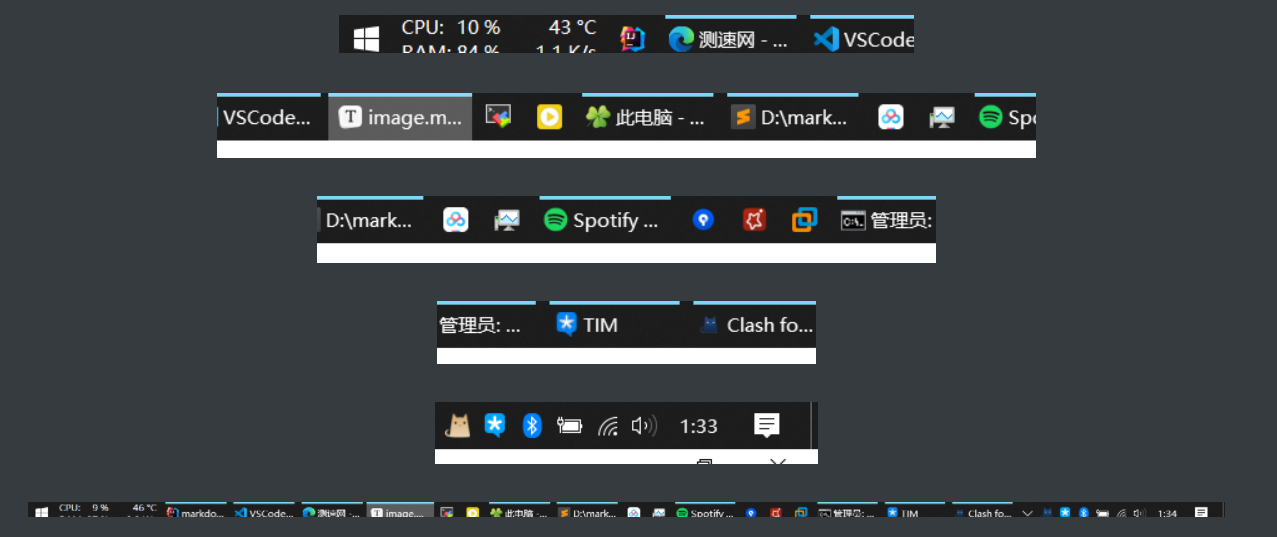 CPU: 10 % 43 °C
RAM: 84 % 1.1 K/s
测速网 - ... VSCode
VSCode... T image.m... 此电脑 - ... D:\mark... Spo
D:\mark... Spotify ... C:\. 管理员:
管理员: ... TIM Clash fo...
1:33
CPU: 9 % 46 °C
markdo... VSCode... 测速网 -... T image.... 此电脑 -... D:\mark... Spotify ... 管理员: ... TIM Clash fo... 1:34